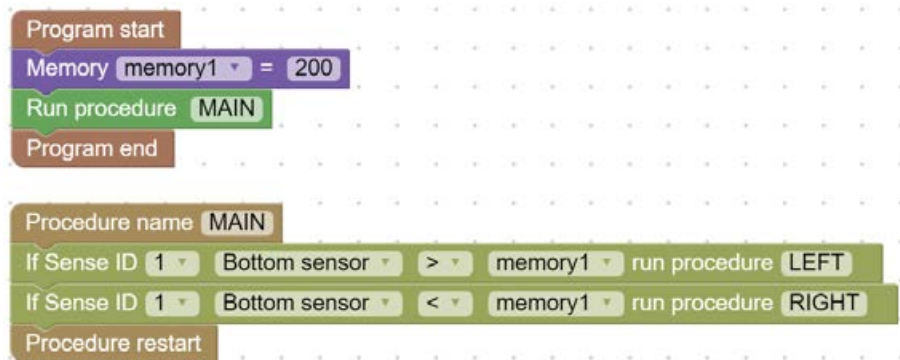 Program start
Memory memory1 = 200
Run procedure MAIN
Program end
Procedure name MAIN
If Sense ID 1 Bottom sensor > memory1 run procedure LEFT
If Sense ID 1 Bottom sensor < memory1 run procedure RIGHT
Procedure restart